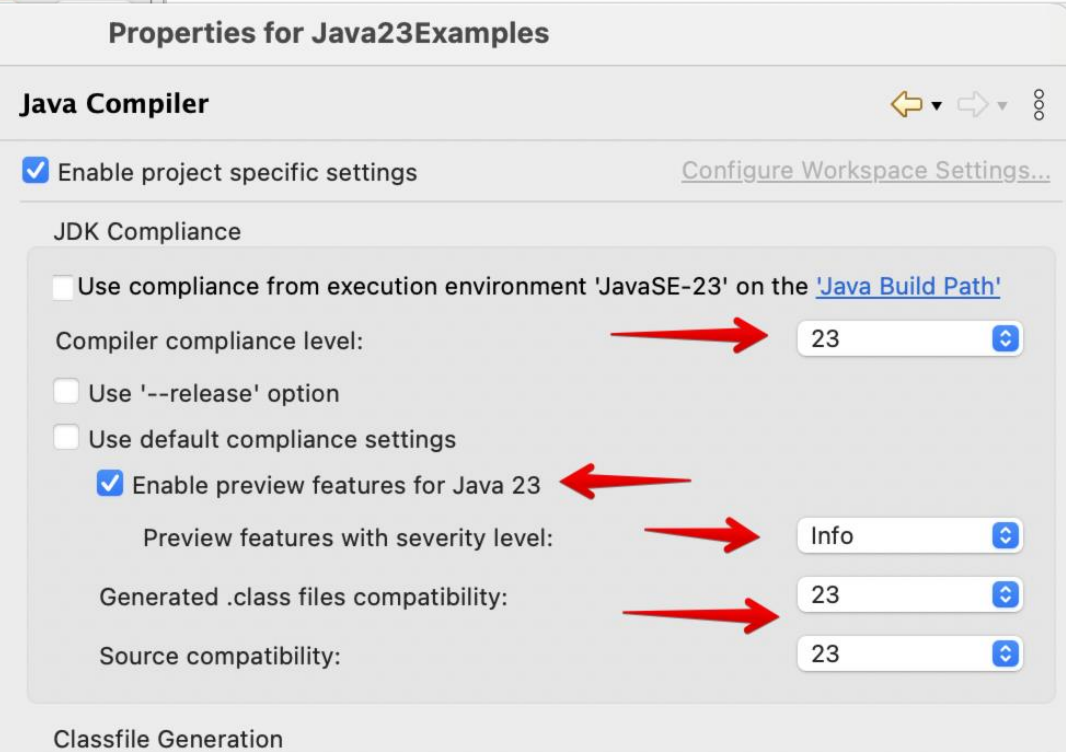 Properties for Java23Examples
Java Compiler
Enable project specific settings
Configure Workspace Settings...
JDK Compliance
Use compliance from execution environment 'JavaSE-23' on the 'Java Build Path'
Compiler compliance level: 23
Use '--release' option
Use default compliance settings
Enable preview features for Java 23
Preview features with severity level: Info
Generated .class files compatibility: 23
Source compatibility: 23
Classfile Generation